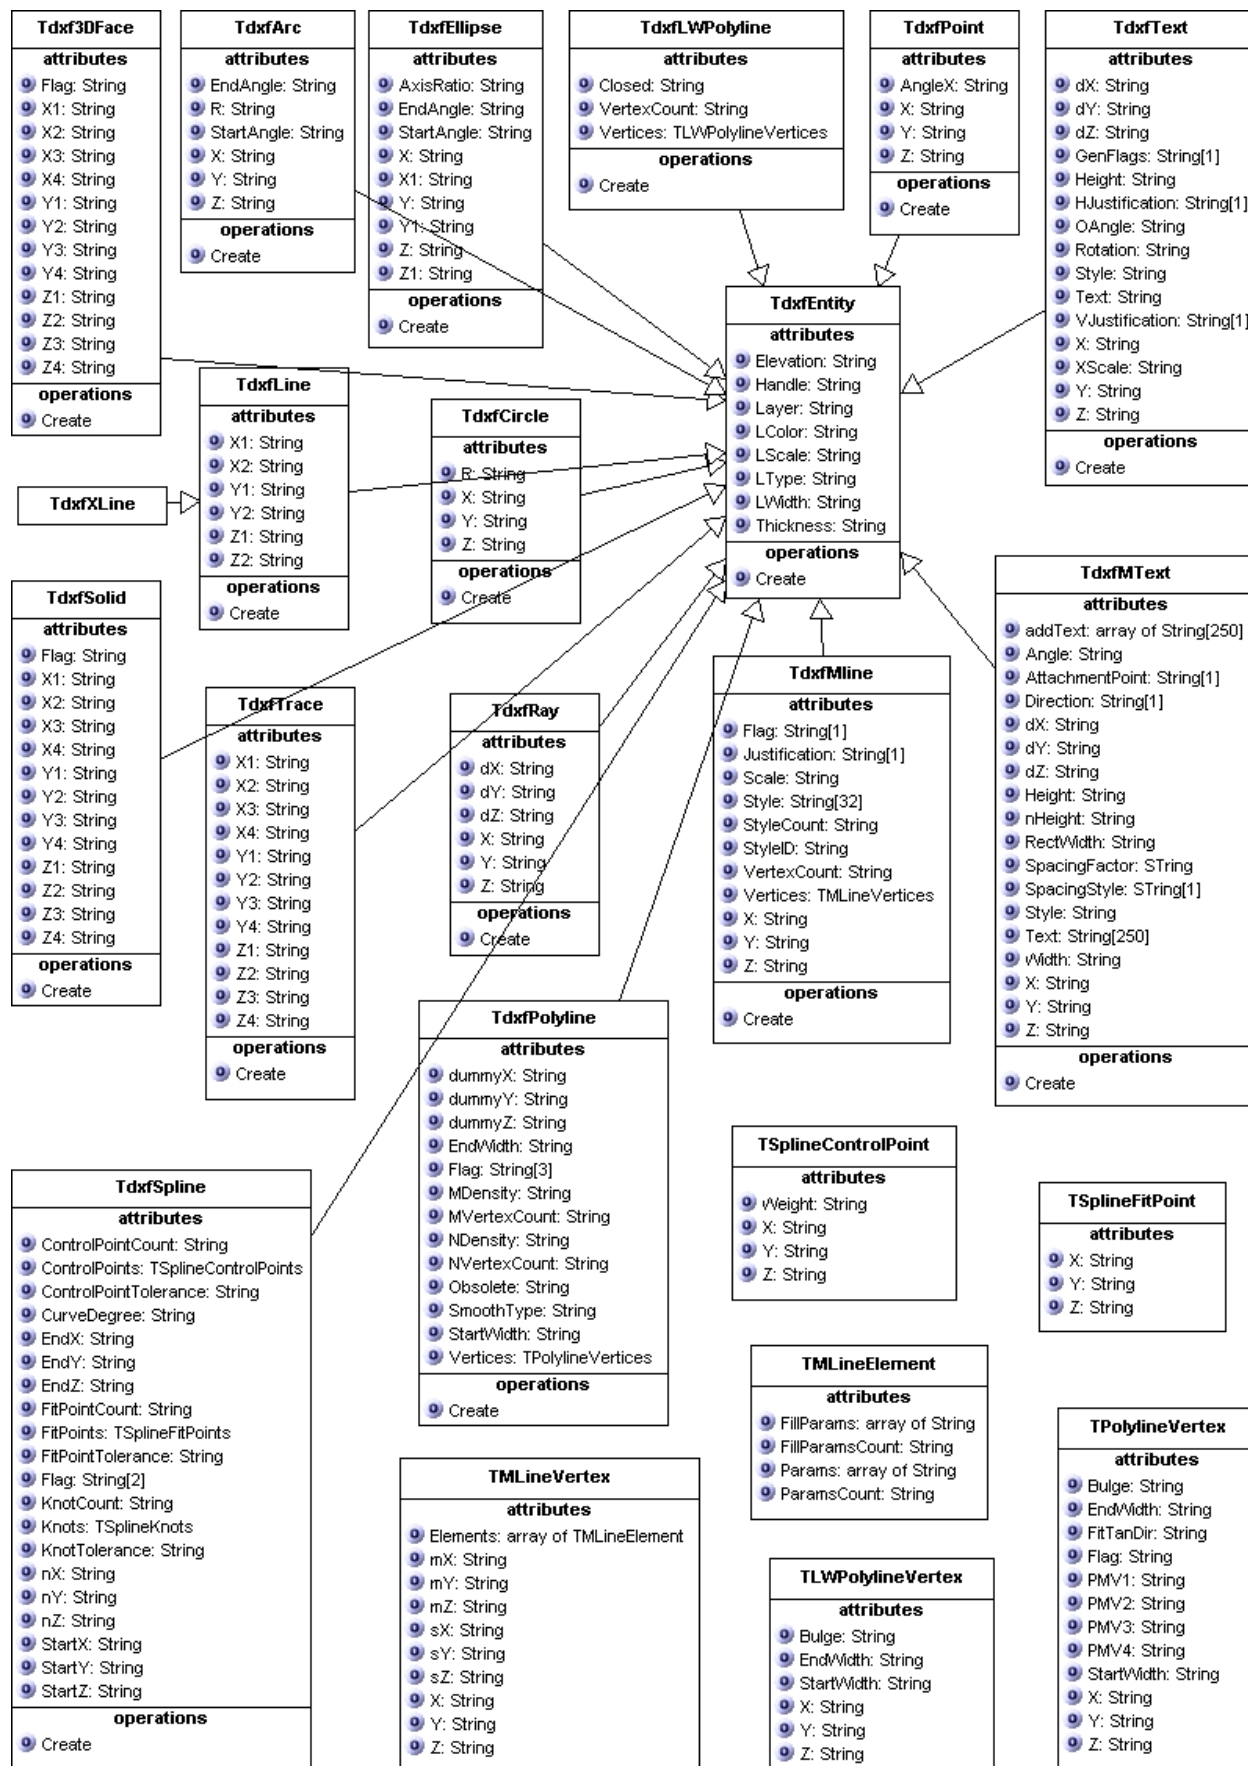 Tdxf3DFace
attributes
Flag: String
X1: String
X2: String
X3: String
X4: String
Y1: String
Y2: String
Y3: String
Y4: String
Z1: String
Z2: String
Z3: String
Z4: String
operations
Create
TdxfArc
attributes
EndAngle: String
R: String
StartAngle: String
X: String
Y: String
Z: String
operations
Create
TdxfEllipse
attributes
AxisRatio: String
EndAngle: String
StartAngle: String
X: String
X1: String
Y: String
Y1: String
Z: String
Z1: String
operations
Create
TdxfLWPolyline
attributes
Closed: String
VertexCount: String
Vertices: TLWPolylineVertices
operations
Create
TdxfPoint
attributes
AngleX: String
X: String
Y: String
Z: String
operations
Create
TdxfText
attributes
dX: String
dY: String
dZ: String
GenFlags: String[1]
Height: String
HJustification: String[1]
OAngle: String
Rotation: String
Style: String
Text: String
VJustification: String[1]
X: String
XScale: String
Y: String
Z: String
operations
Create
TdxfEntity
attributes
Elevation: String
Handle: String
Layer: String
LColor: String
LScale: String
LType: String
LWidth: String
Thickness: String
operations
Create
TdxfLine
attributes
X1: String
X2: String
Y1: String
Y2: String
Z1: String
Z2: String
operations
Create
TdxfCircle
attributes
R: String
X: String
Y: String
Z: String
operations
Create
TdxfXLine
TdxfSolid
attributes
Flag: String
X1: String
X2: String
X3: String
X4: String
Y1: String
Y2: String
Y3: String
Y4: String
Z1: String
Z2: String
Z3: String
Z4: String
operations
Create
TdxfTrace
attributes
X1: String
X2: String
X3: String
X4: String
Y1: String
Y2: String
Y3: String
Y4: String
Z1: String
Z2: String
Z3: String
Z4: String
operations
Create
TdxfRay
attributes
dX: String
dY: String
dZ: String
X: String
Y: String
Z: String
operations
Create
TdxfMline
attributes
Flag: String[1]
Justification: String[1]
Scale: String
Style: String[32]
StyleCount: String
StyleID: String
VertexCount: String
Vertices: TMLineVertices
X: String
Y: String
Z: String
operations
Create
TdxfMText
attributes
addText: array of String[250]
Angle: String
AttachmentPoint: String[1]
Direction: String[1]
dX: String
dY: String
dZ: String
Height: String
nHeight: String
RectWidth: String
SpacingFactor: STring
SpacingStyle: STring[1]
Style: String
Text: String[250]
Width: String
X: String
Y: String
Z: String
operations
Create
TdxfPolyline
attributes
dummyX: String
dummyY: String
dummyZ: String
EndWidth: String
Flag: String[3]
MDensity: String
MVertexCount: String
NDensity: String
NVertexCount: String
Obsolete: String
SmoothType: String
StartWidth: String
Vertices: TPolylineVertices
operations
Create
TSplineControlPoint
attributes
Weight: String
X: String
Y: String
Z: String
TSplineFitPoint
attributes
X: String
Y: String
Z: String
TdxfSpline
attributes
ControlPointCount: String
ControlPoints: TSplineControlPoints
ControlPointTolerance: String
CurveDegree: String
EndX: String
EndY: String
EndZ: String
FitPointCount: String
FitPoints: TSplineFitPoints
FitPointTolerance: String
Flag: String[2]
KnotCount: String
Knots: TSplineKnots
KnotTolerance: String
nX: String
nY: String
nZ: String
StartX: String
StartY: String
StartZ: String
operations
Create
TMLineElement
attributes
FillParams: array of String
FillParamsCount: String
Params: array of String
ParamsCount: String
TPolylineVertex
attributes
Bulge: String
EndWidth: String
FitTanDir: String
Flag: String
PMV1: String
PMV2: String
PMV3: String
PMV4: String
StartWidth: String
X: String
Y: String
Z: String
TMLineVertex
attributes
Elements: array of TMLineElement
mX: String
mY: String
mZ: String
sX: String
sY: String
sZ: String
X: String
Y: String
Z: String
TLWPolylineVertex
attributes
Bulge: String
EndWidth: String
StartWidth: String
X: String
Y: String
Z: String